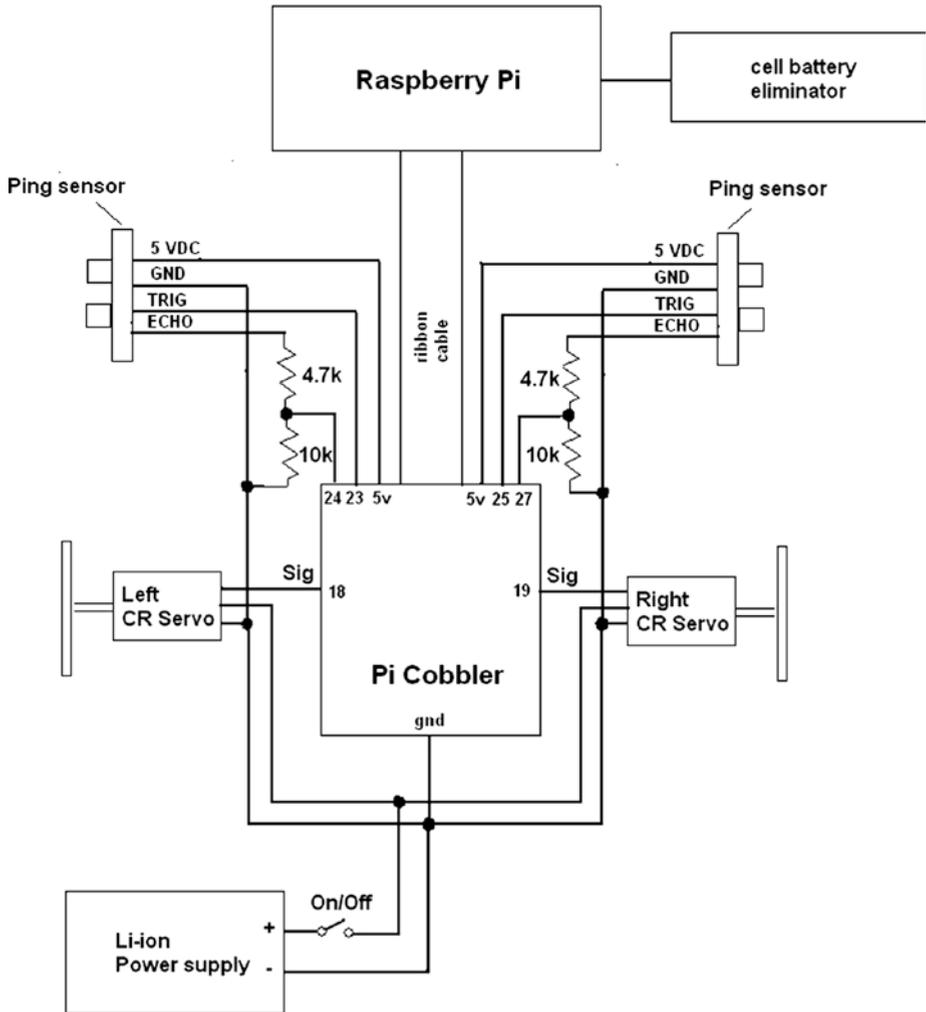 Raspberry Pi
cell battery
eliminator
Ping sensor
Ping sensor
5 VDC
GND
TRIG
ECHO
5 VDC
GND
TRIG
ECHO
ribbon
cable
4.7k
10k
4.7k
10k
24 23 5v
5v 25 27
Left
CR Servo
Sig
18
19
Sig
Right
CR Servo
Pi Cobbler
gnd
On/Off
+
Li-ion
Power supply
-